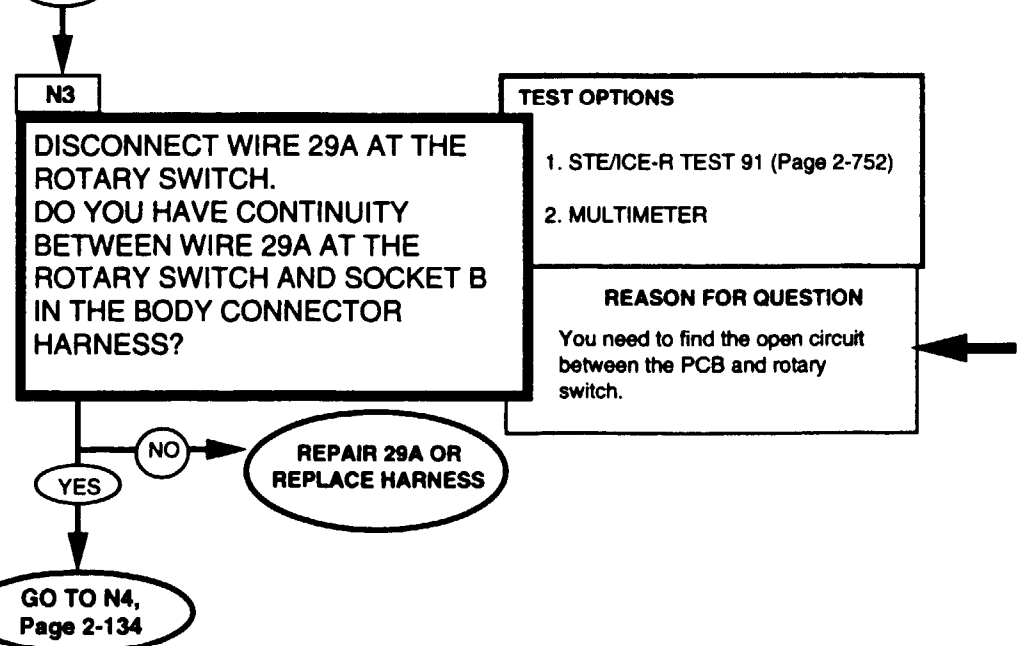 N3
DISCONNECT WIRE 29A AT THE
ROTARY SWITCH.
DO YOU HAVE CONTINUITY
BETWEEN WIRE 29A AT THE
ROTARY SWITCH AND SOCKET B
IN THE BODY CONNECTOR
HARNESS?
TEST OPTIONS
1. STE/ICE-R TEST 91 (Page 2-752)
2. MULTIMETER
REASON FOR QUESTION
You need to find the open circuit
between the PCB and rotary
switch.
NO
REPAIR 29A OR
REPLACE HARNESS
YES
GO TO N4,
Page 2-134